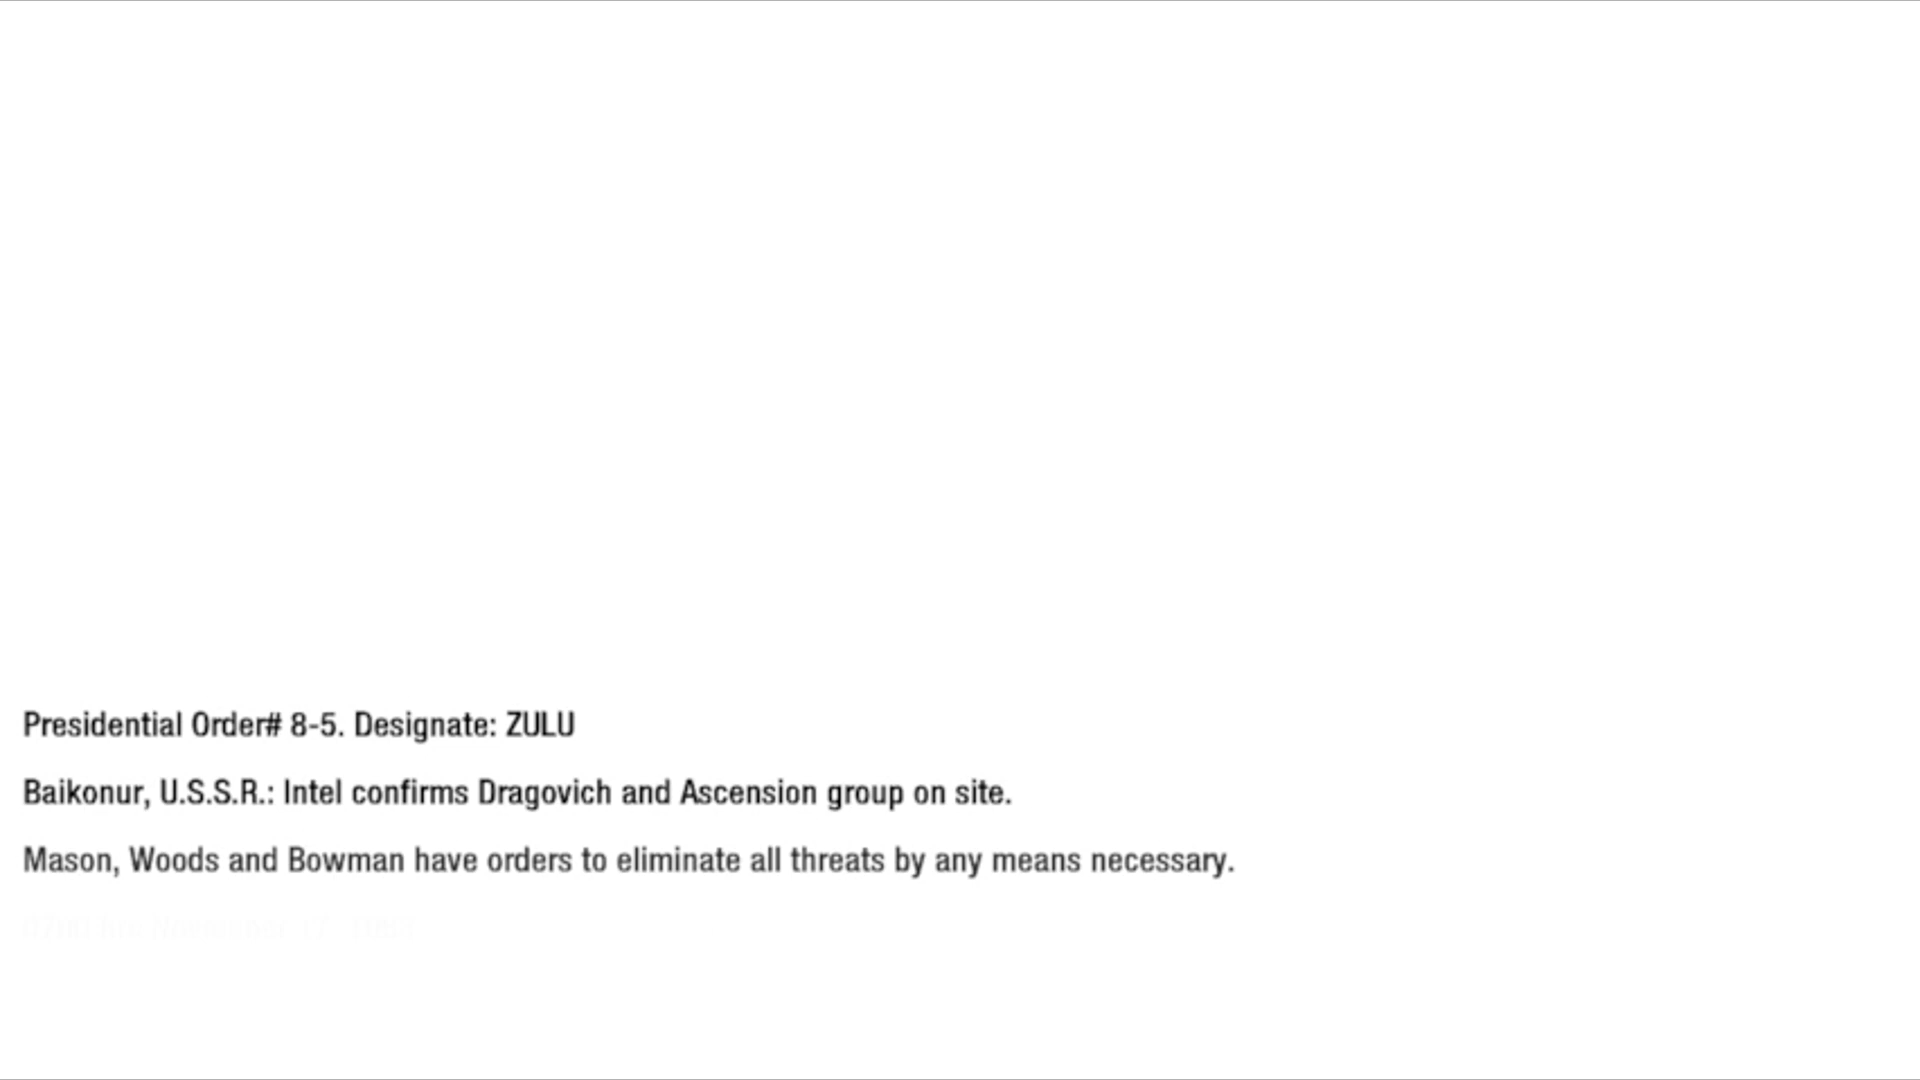 Presidential Order# 8-5. Designate: ZULU
Baikonur, U.S.S.R.: Intel confirms Dragovich and Ascension group on site.
Mason, Woods and Bowman have orders to eliminate all threats by any means necessary.